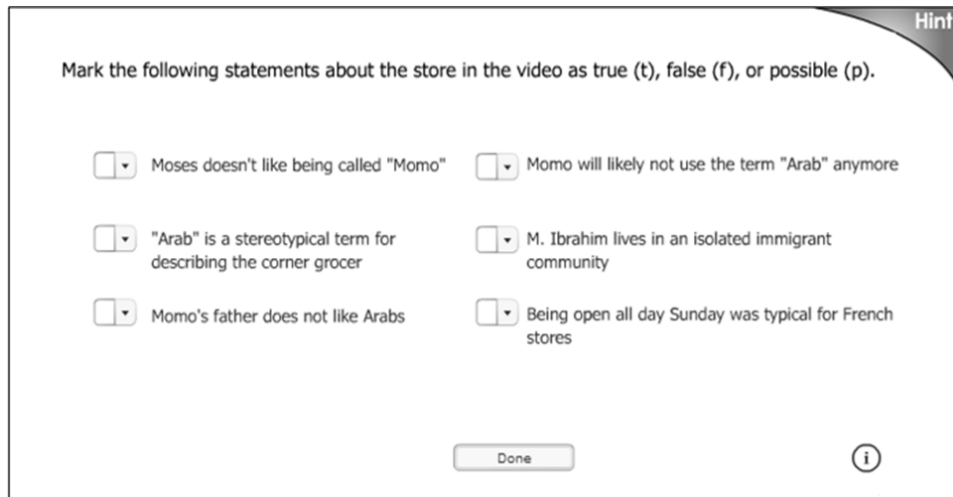 Hint
Mark the following statements about the store in the video as true (t), false (f), or possible (p).
Moses doesn't like being called "Momo"
Momo will likely not use the term "Arab" anymore
"Arab" is a stereotypical term for
describing the corner grocer
M. Ibrahim lives in an isolated immigrant
community
Momo's father does not like Arabs
Being open all day Sunday was typical for French
stores
Done
i